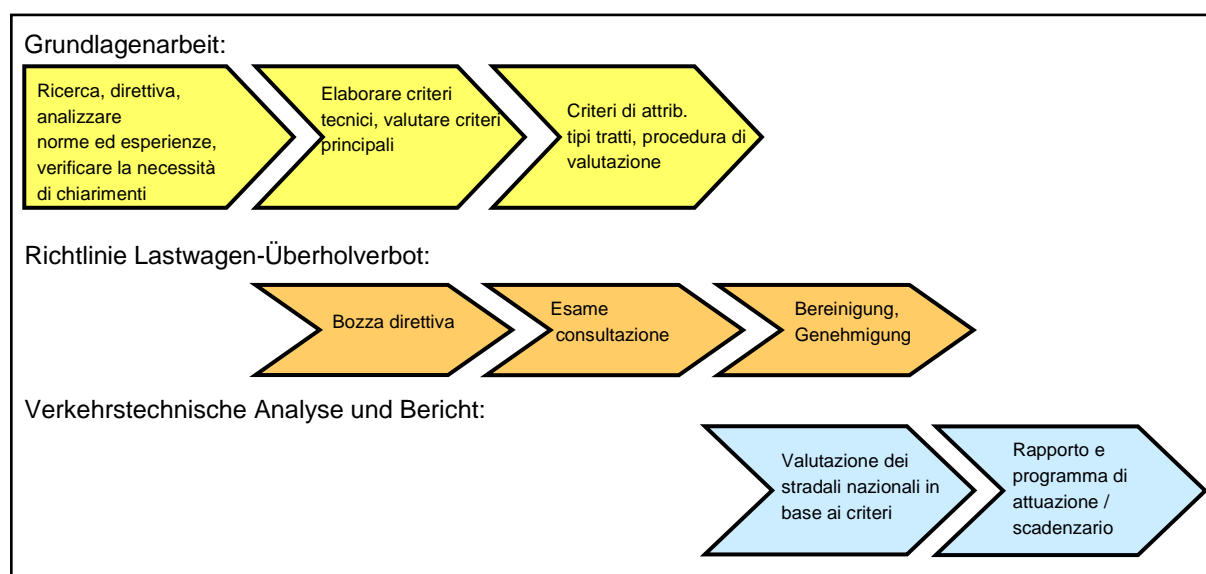 Grundlagenarbeit:
Ricerca, direttiva,
analizzare
norme ed esperienze,
verificare la necessità
di chiarimenti
Elaborare criteri
tecnici, valutare criteri
principali
Criteri di attrib.
tipi tratti, procedura di
valutazione
Richtlinie Lastwagen-Überholverbot:
Bozza direttiva
Esame
consultazione
Bereinigung,
Genehmigung
Verkehrstechnische Analyse und Bericht:
Valutazione dei
stradali nazionali in
base ai criteri
Rapporto e
programma di
attuazione /
scadenzario